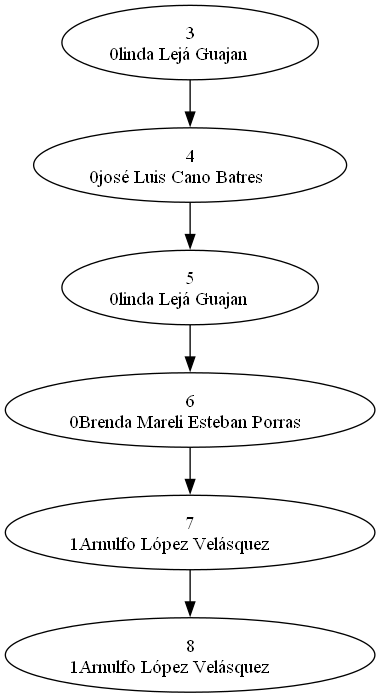 3
0linda Lejá Guajan
4
0josé Luis Cano Batres
5
0linda Lejá Guajan
6
0Brenda Mareli Esteban Porras
7
1Arnulfo López Velásquez
8
1Arnulfo López Velásquez